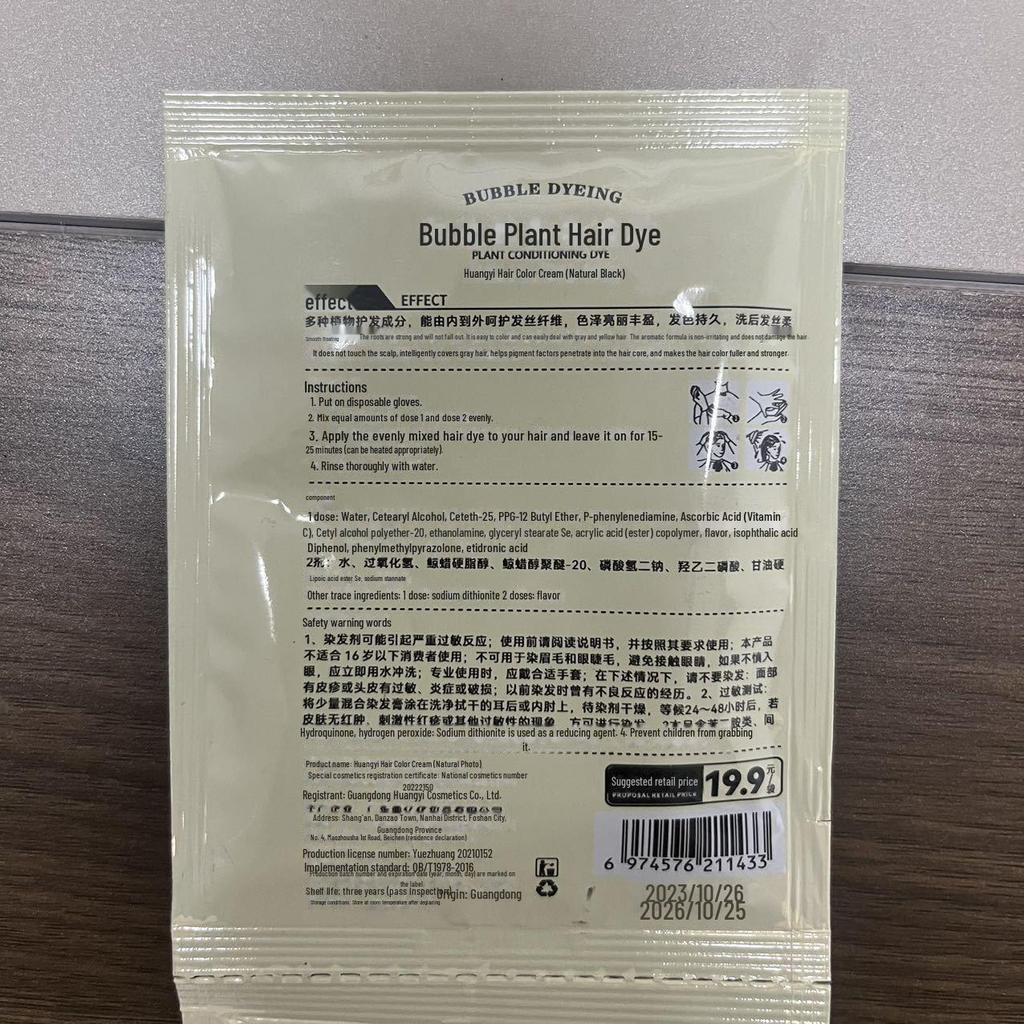 BUBBLE DYEING
Bubble Plant Hair Dye
PLANT CONDITIONING DYE
Huangyi Hair Color Cream (Natural Black)
effect EFFECT
多种植物护发成分，能由内到外呵护发丝纤维，色泽亮丽丰盈，发色持久，洗后发丝柔
The roots are strong and will not fall out. It is easy to color and can easily deal with gray and yellow hair. The aromatic formula is non-irritating and does not damage the hair
It does not touch the scalp, intelligently covers gray hair, helps pigment factors penetrate into the hair core, and makes the hair color fuller and stronger.
Instructions
1. Put on disposable gloves.
2. Mix equal amounts of dose 1 and dose 2 evenly.
3. Apply the evenly mixed hair dye to your hair and leave it on for 15-
25 minutes (can be heated appropriately).
4. Rinse thoroughly with water.
component
1 dose: Water, Cetearyl Alcohol, Ceteth-25, PPG-12 Butyl Ether, P-phenylenediamine, Ascorbic Acid (Vitamin
C), Cetyl alcohol polyether-20, ethanolamine, glyceryl stearate Se, acrylic acid (ester) copolymer, flavor, isophthalic acid
Diphenol, phenylmethylpyrazolone, etidronic acid
2剂：水、过氧化氢、鲸蜡硬脂醇、鲸蜡醇聚醚-20、磷酸氢二钠、羟乙二磷酸、甘油硬
Lipoic acid ester Se, sodium stannate
Other trace ingredients: 1 dose: sodium dithionite 2 doses: flavor
Safety warning words
1、染发剂可能引起严重过敏反应；使用前请阅读说明书，并按照其要求使用；本产品
不适合16岁以下消费者使用；不可用于染眉毛和眼睫毛，避免接触眼睛，如果不慎入
眼，应立即用水冲洗；专业使用时，应戴合适手套；在下述情况下，请不要染发：面部
有皮疹或头皮有过敏、炎症或破损；以前染发时曾有不良反应的经历。2、过敏测试：
将少量混合染发膏涂在洗净拭干的耳后或内肘上，待染剂干燥，等候24～48小时后，若
皮肤无红肿、刺激性红疹或其他过敏性的现象，方可进行染发。
Hydroquinone, hydrogen peroxide: Sodium dithionite is used as a reducing agent. 4. Prevent children from grabbing
it.
Product name: Huangyi Hair Color Cream (Natural Photo)
Special cosmetics registration certificate: National cosmetics number
20222150
Registrant: Guangdong Huangyi Cosmetics Co., Ltd.
Address: Shang'an, Danzao Town, Nanhai District, Foshan City,
Guangdong Province
No. 4, Maozhousha 1st Road, Beichen (residence declaration)
Production license number: Yuezhuang 20210152
Implementation standard: QB/T1978-2016
Production batch number and expiration date (year, month, day) are marked on
the label
Shelf life: three years (pass inspection)
Origin: Guangdong
Storage conditions: Store at room temperature after deglazing
Suggested retail price
PROPOSAL RETAIL PRICE
19.9元/袋
6 974576 211433
2023/10/26
2026/10/25